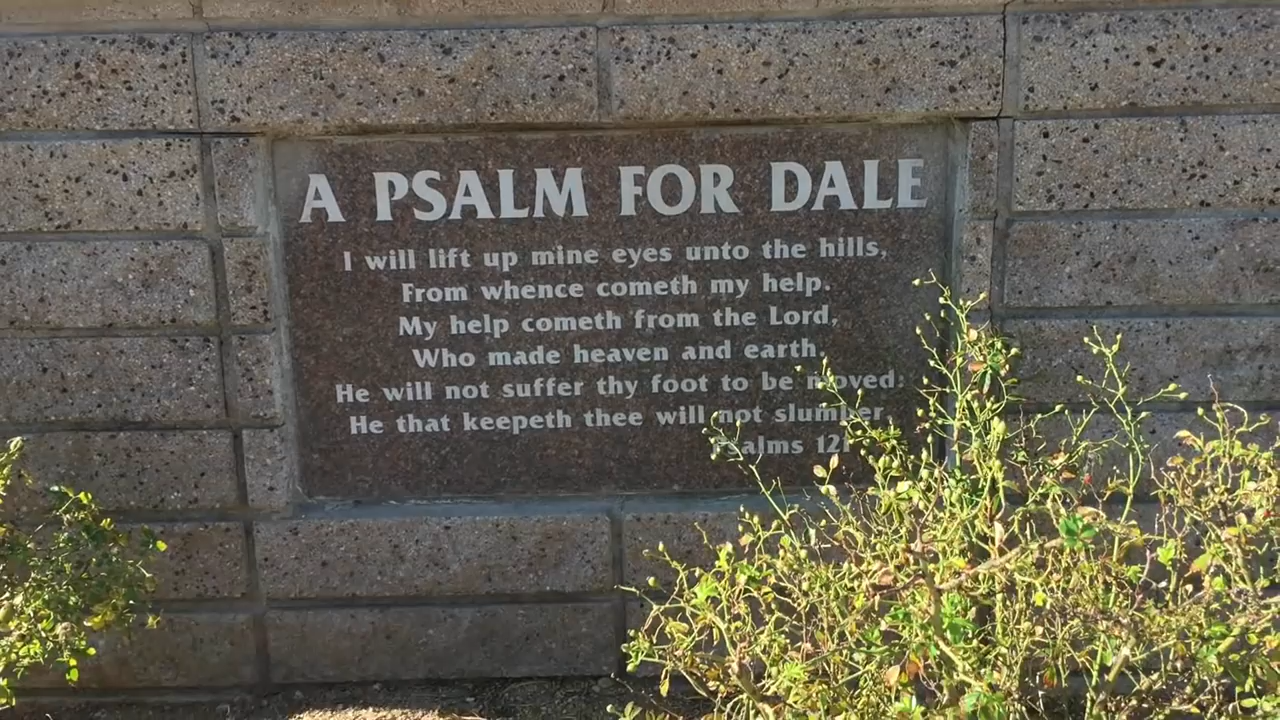 A PSALM FOR DALE
I will lift up mine eyes unto the hills,
From whence cometh my help.
My help cometh from the Lord,
Who made heaven and earth.
He will not suffer thy foot to be moved:
He that keepeth thee will not slumber.
Psalms 121